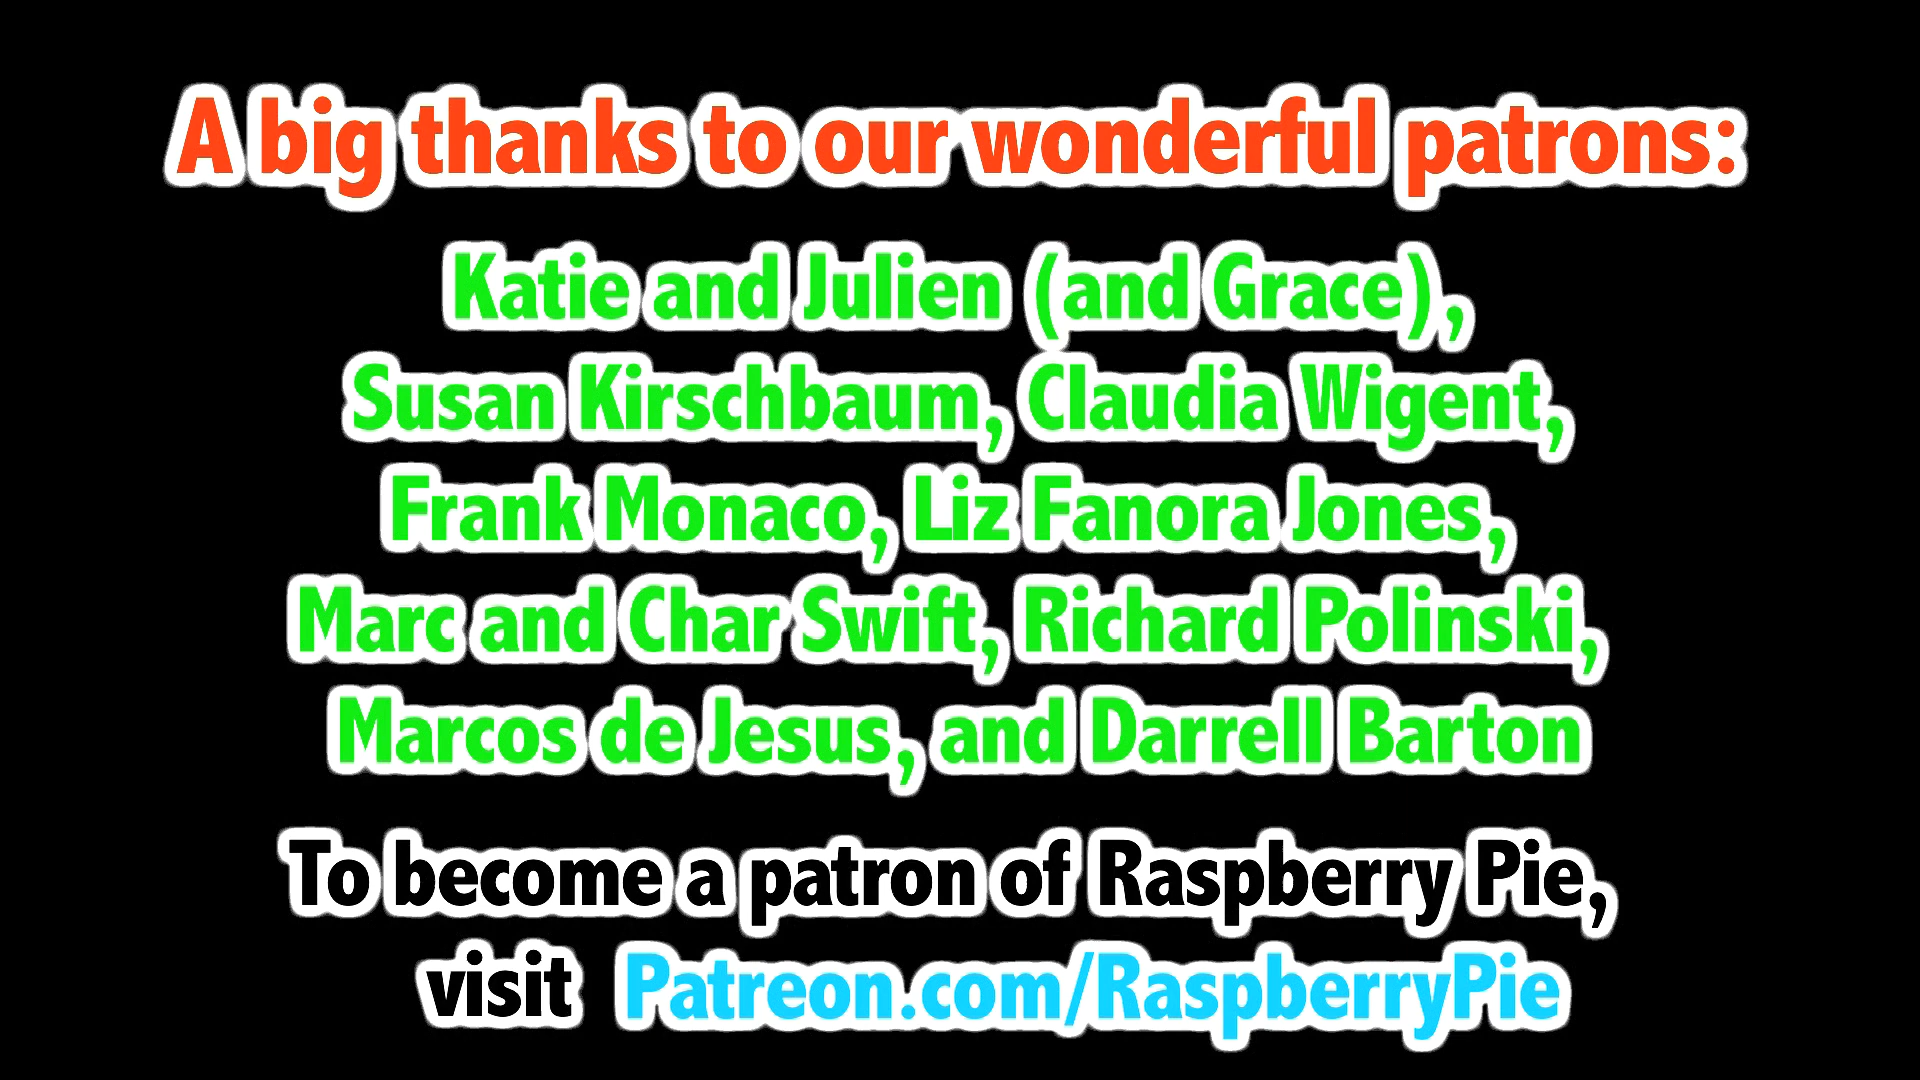 A big thanks to our wonderful patrons:
Katie and Julien (and Grace),
Susan Kirschbaum, Claudia Wigent,
Frank Monaco, Liz Fanora Jones,
Marc and Char Swift, Richard Polinski,
Marcos de Jesus, and Darrell Barton
To become a patron of Raspberry Pie,
visit Patreon.com/RaspberryPie